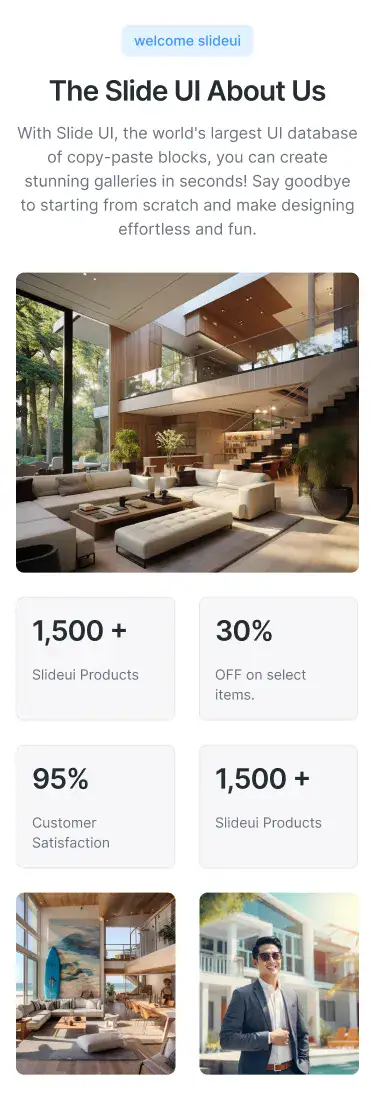 welcome slideui
The Slide UI About Us
With Slide UI, the world's largest UI database
of copy-paste blocks, you can create
stunning galleries in seconds! Say goodbye
to starting from scratch and make designing
effortless and fun.
1,500 +
Slideui Products
30%
OFF on select
items.
95%
Customer
Satisfaction
1,500 +
Slideui Products